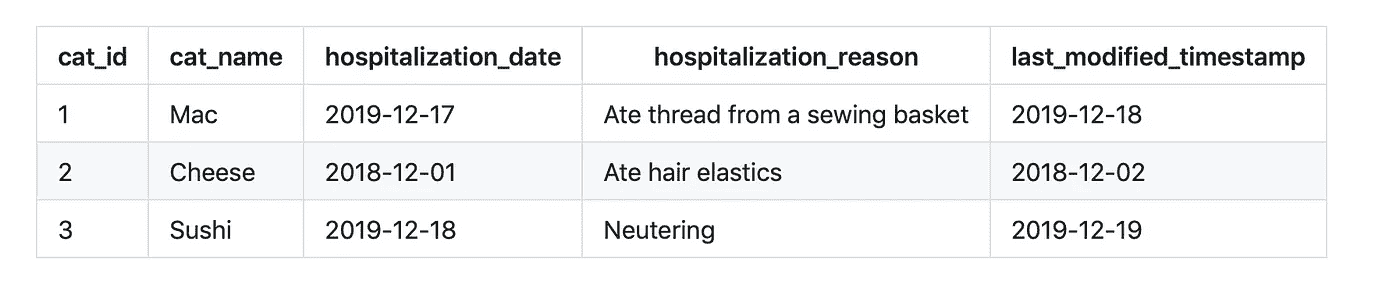 cat_id cat_name hospitalization_date hospitalization_reason last_modified_timestamp
1 Mac 2019-12-17 Ate thread from a sewing basket 2019-12-18
2 Cheese 2018-12-01 Ate hair elastics 2018-12-02
3 Sushi 2019-12-18 Neutering 2019-12-19